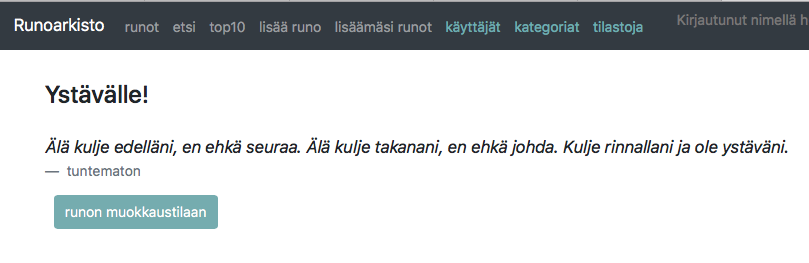 Runoarkisto runot etsi top10 lisää runo lisäämäsi runot käyttäjät kategoriat tilastoja Kirjautunut nimellä h
Ystävälle!
Älä kulje edelläni, en ehkä seuraa. Älä kulje takanani, en ehkä johda. Kulje rinnallani ja ole ystäväni.
— tuntematon
runon muokkaustilaan